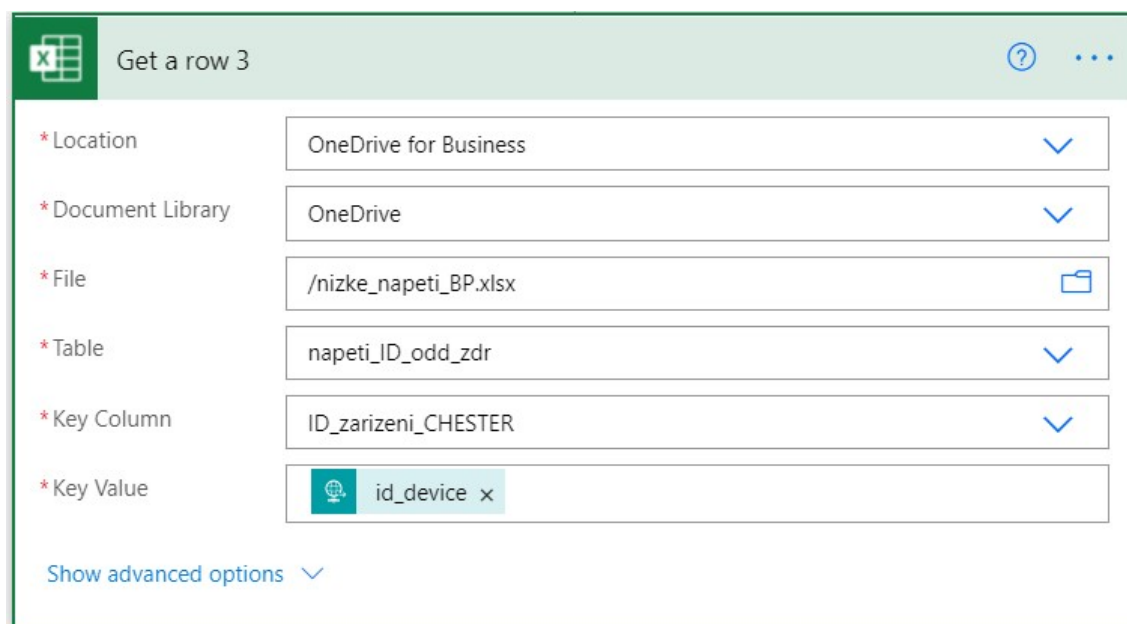 Get a row 3
*Location
OneDrive for Business
*Document Library
OneDrive
*File
/nizke_napeti_BP.xlsx
*Table
napeti_ID_odd_zdr
*Key Column
ID_zarizeni_CHESTER
*Key Value
id_device ×
Show advanced options